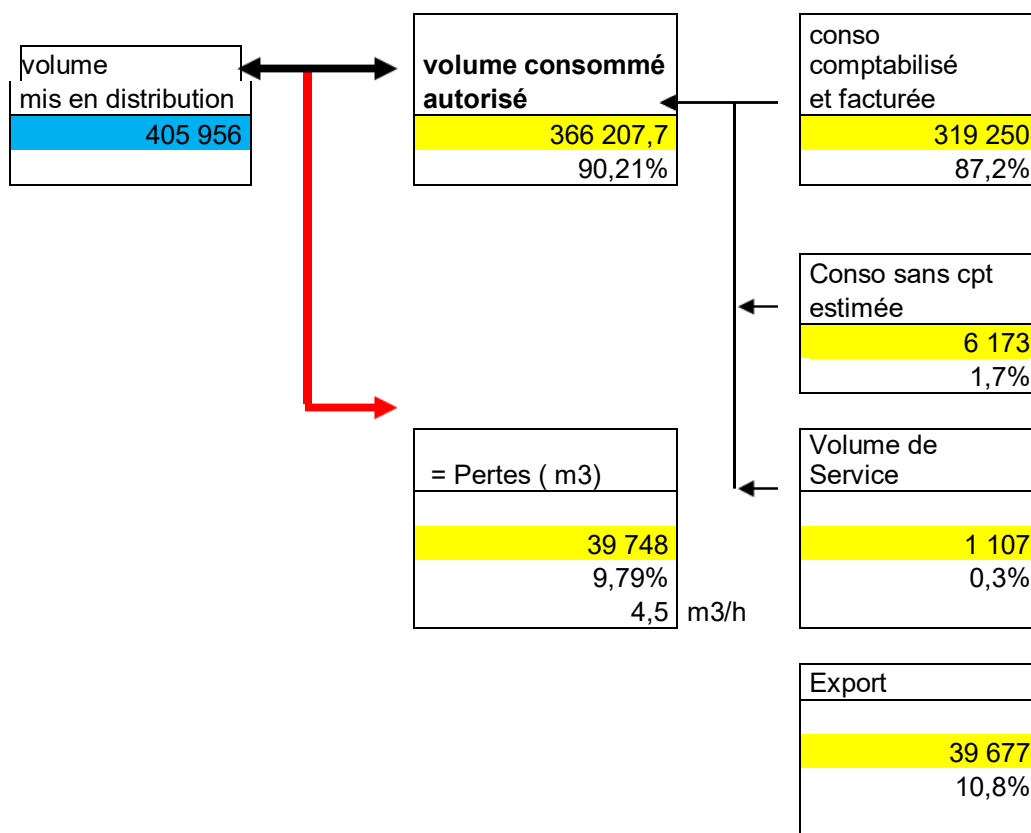 volume
mis en distribution
405 956
volume consommé
autorisé
366 207,7
90,21%
conso
comptabilisé
et facturée
319 250
87,2%
Conso sans cpt
estimée
6 173
1,7%
= Pertes ( m3)
39 748
9,79%
4,5 m3/h
Volume de
Service
1 107
0,3%
Export
39 677
10,8%